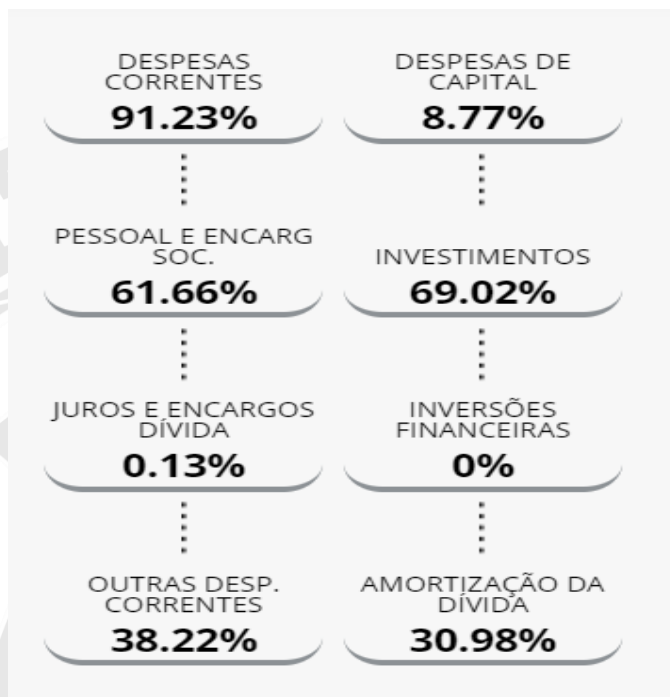 DESPESAS
CORRENTES
91.23%
PESSOAL E ENCARG
SOC.
61.66%
JUROS E ENCARGOS
DÍVIDA
0.13%
OUTRAS DESP.
CORRENTES
38.22%
DESPESAS DE
CAPITAL
8.77%
INVESTIMENTOS
69.02%
INVERSÕES
FINANCEIRAS
0%
AMORTIZAÇÃO DA
DÍVIDA
30.98%